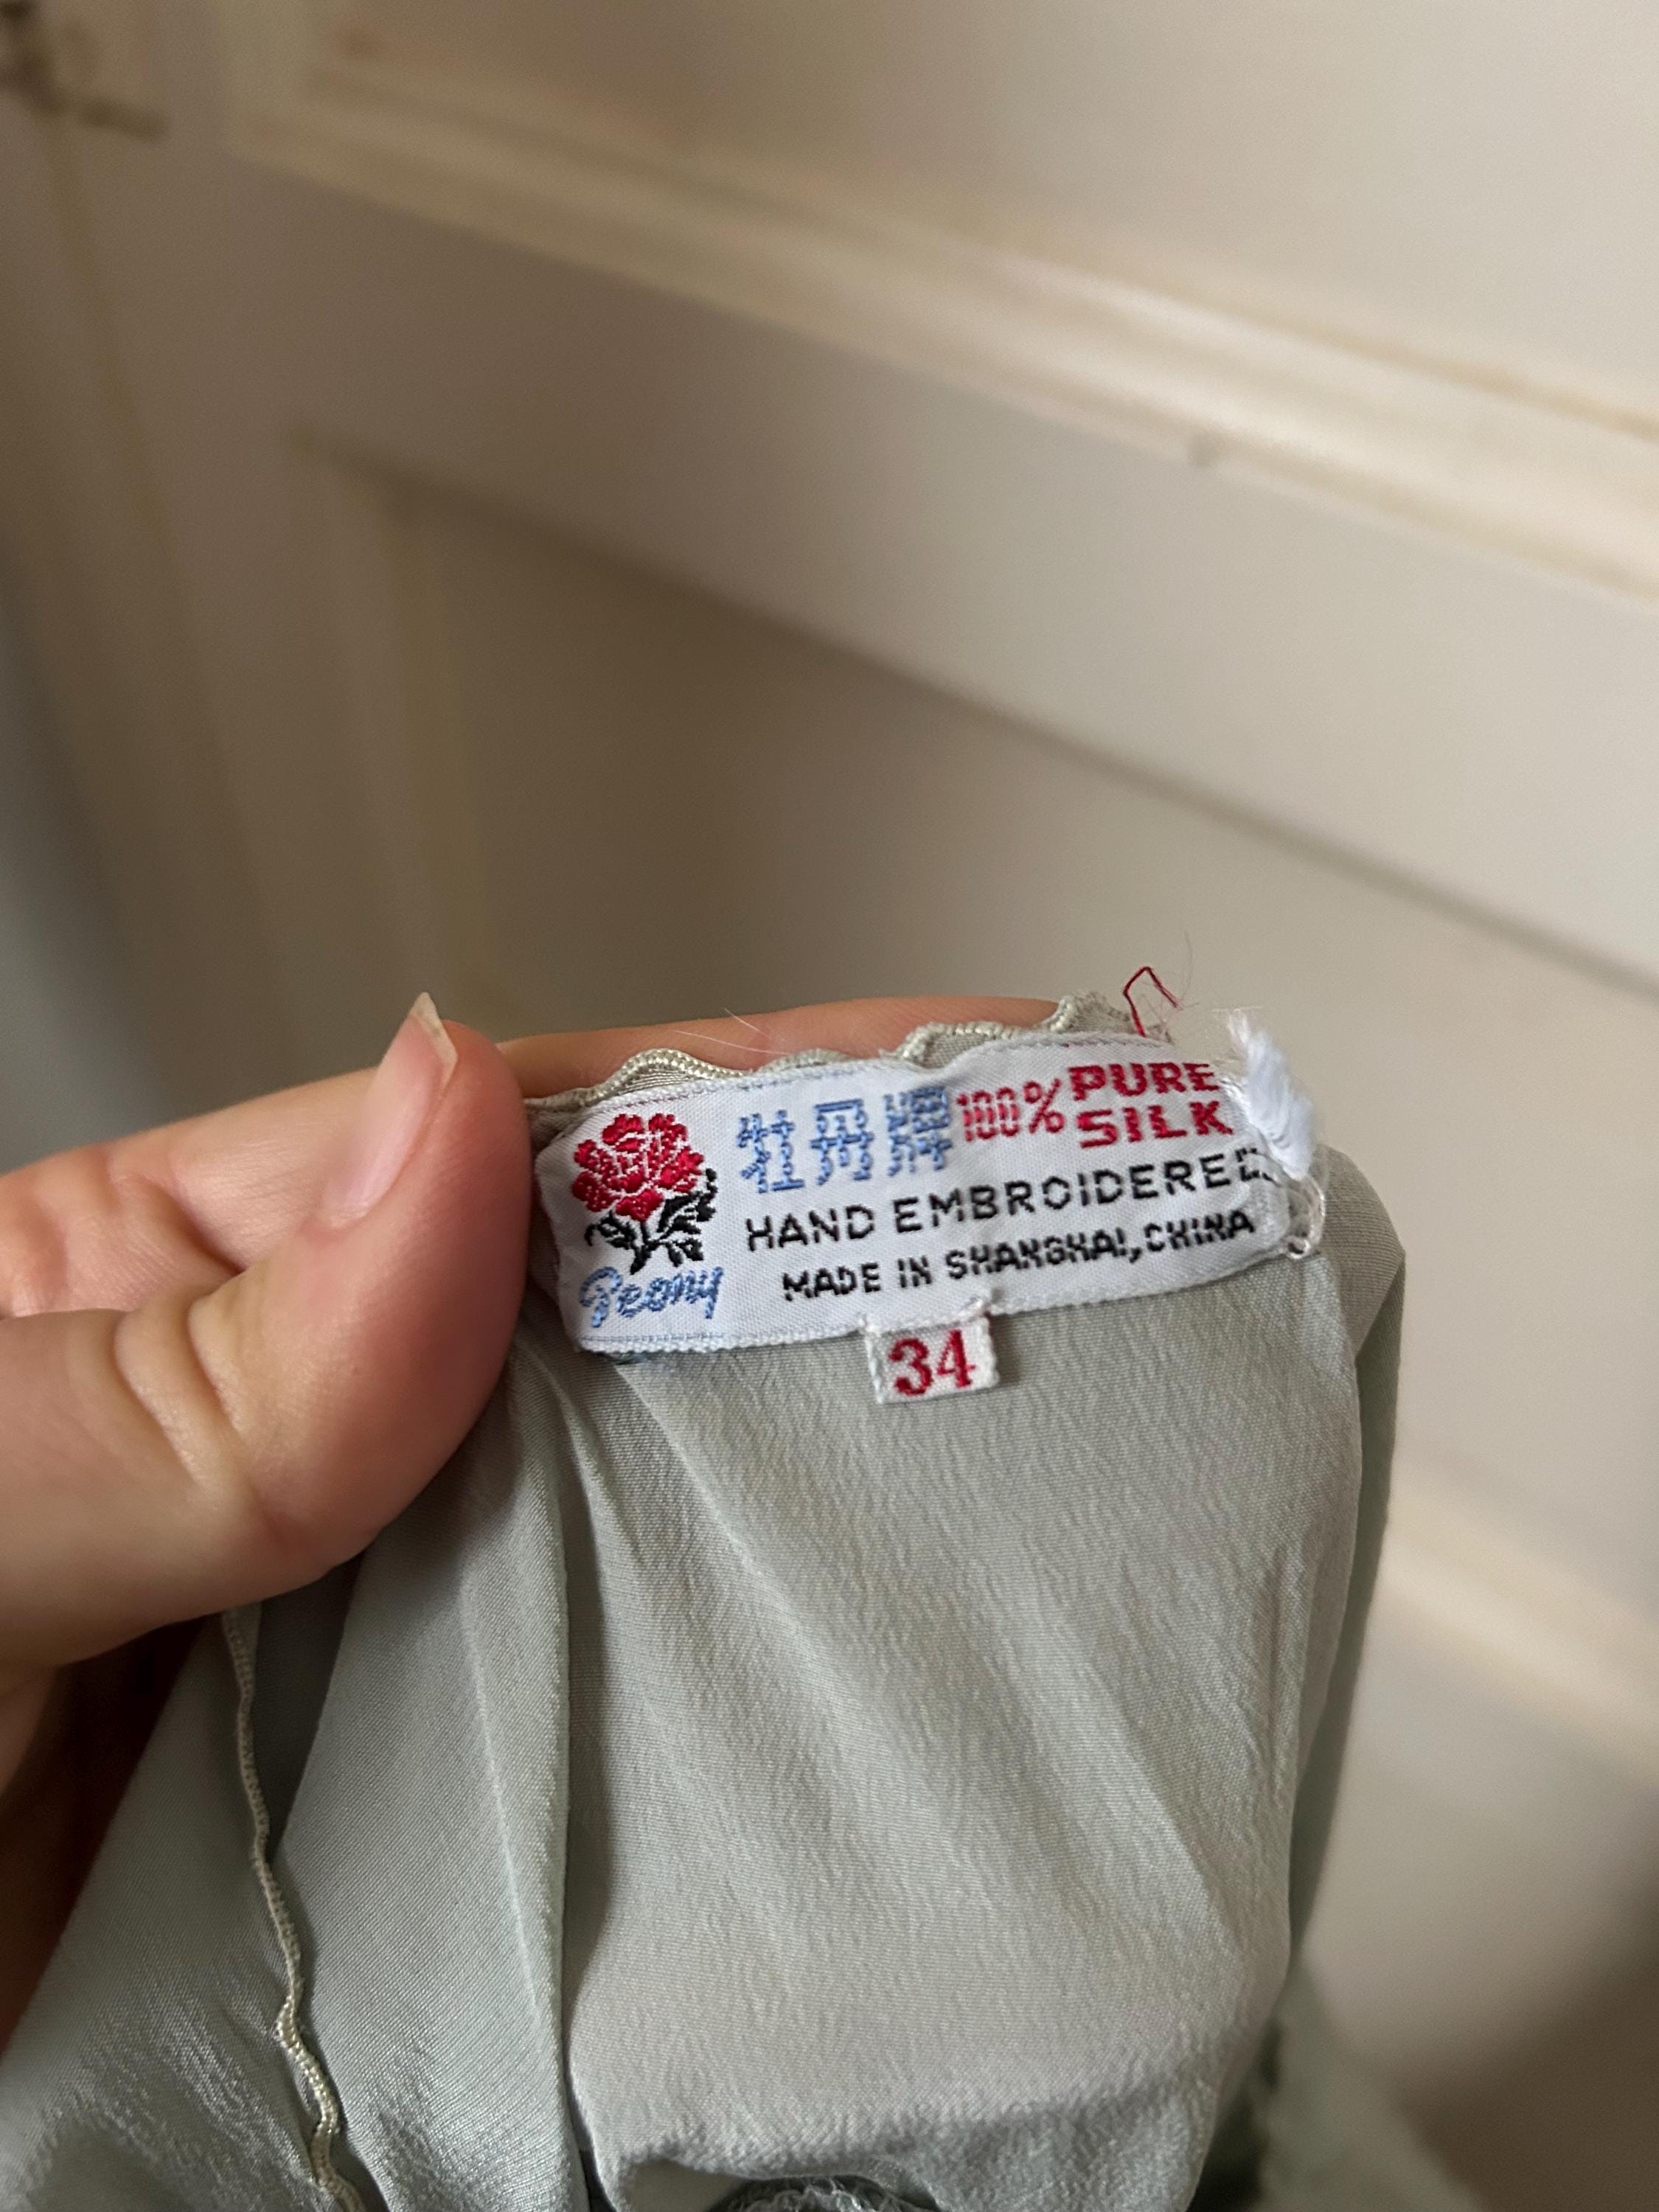 牡丹牌 100% PURE SILK
HAND EMBROIDERED
MADE IN SHANGHAI, CHINA
Peony
34